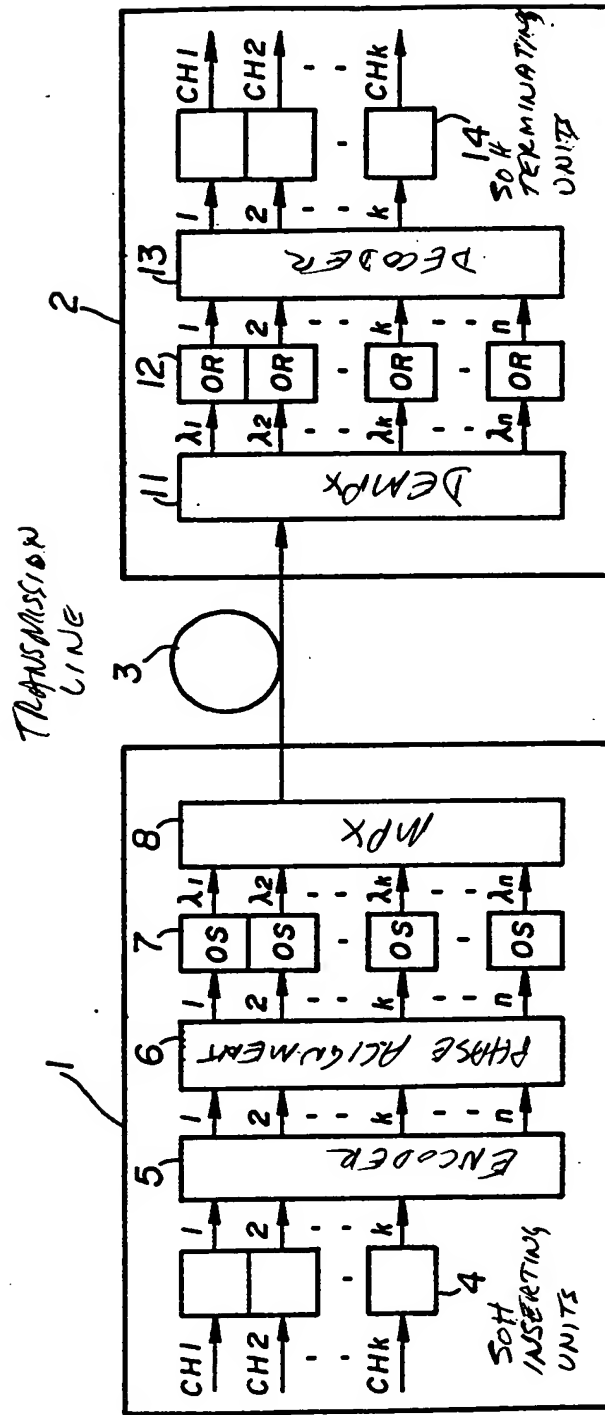 TRANSMISSION
LINE
1
2
3
CH1
CH2
CHk
4
SOH
INSERTING
UNITS
1
2
k
5
ENCODER
1
2
k
n
6
PHASE ALIGNMENT
1
2
k
n
7
OS
OS
OS
OS
λ1
λ2
λk
λn
8
MPX
11
DEMPX
λ1
λ2
λk
λn
12
OR
OR
OR
OR
1
2
k
n
13
DECODER
1
2
k
14
SOH
TERMINATING
UNITS
CH1
CH2
CHk